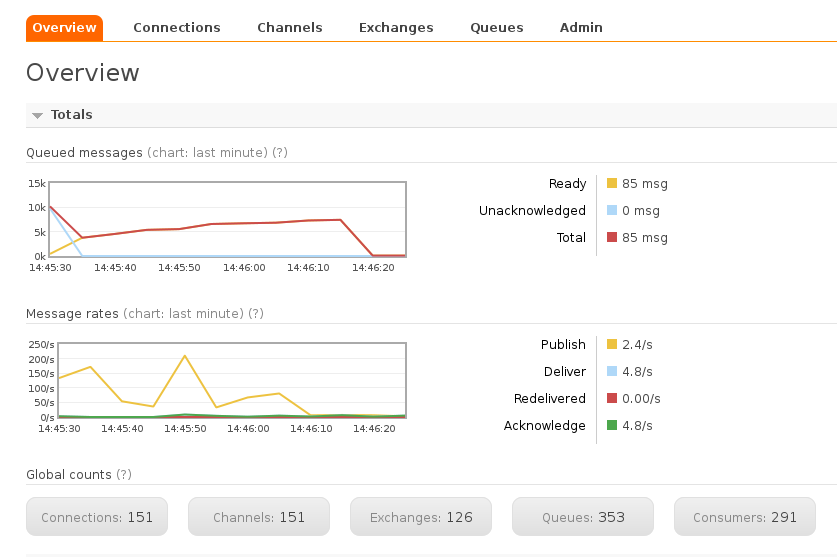 Overview Connections Channels Exchanges Queues Admin
Overview
Totals
Queued messages (chart: last minute) (?)
15k
10k
5k
0k
14:45:30 14:45:40 14:45:50 14:46:00 14:46:10 14:46:20
Ready 85 msg
Unacknowledged 0 msg
Total 85 msg
Message rates (chart: last minute) (?)
250/s
200/s
150/s
100/s
50/s
0/s
14:45:30 14:45:40 14:45:50 14:46:00 14:46:10 14:46:20
Publish 2.4/s
Deliver 4.8/s
Redelivered 0.00/s
Acknowledge 4.8/s
Global counts (?)
Connections: 151 Channels: 151 Exchanges: 126 Queues: 353 Consumers: 291